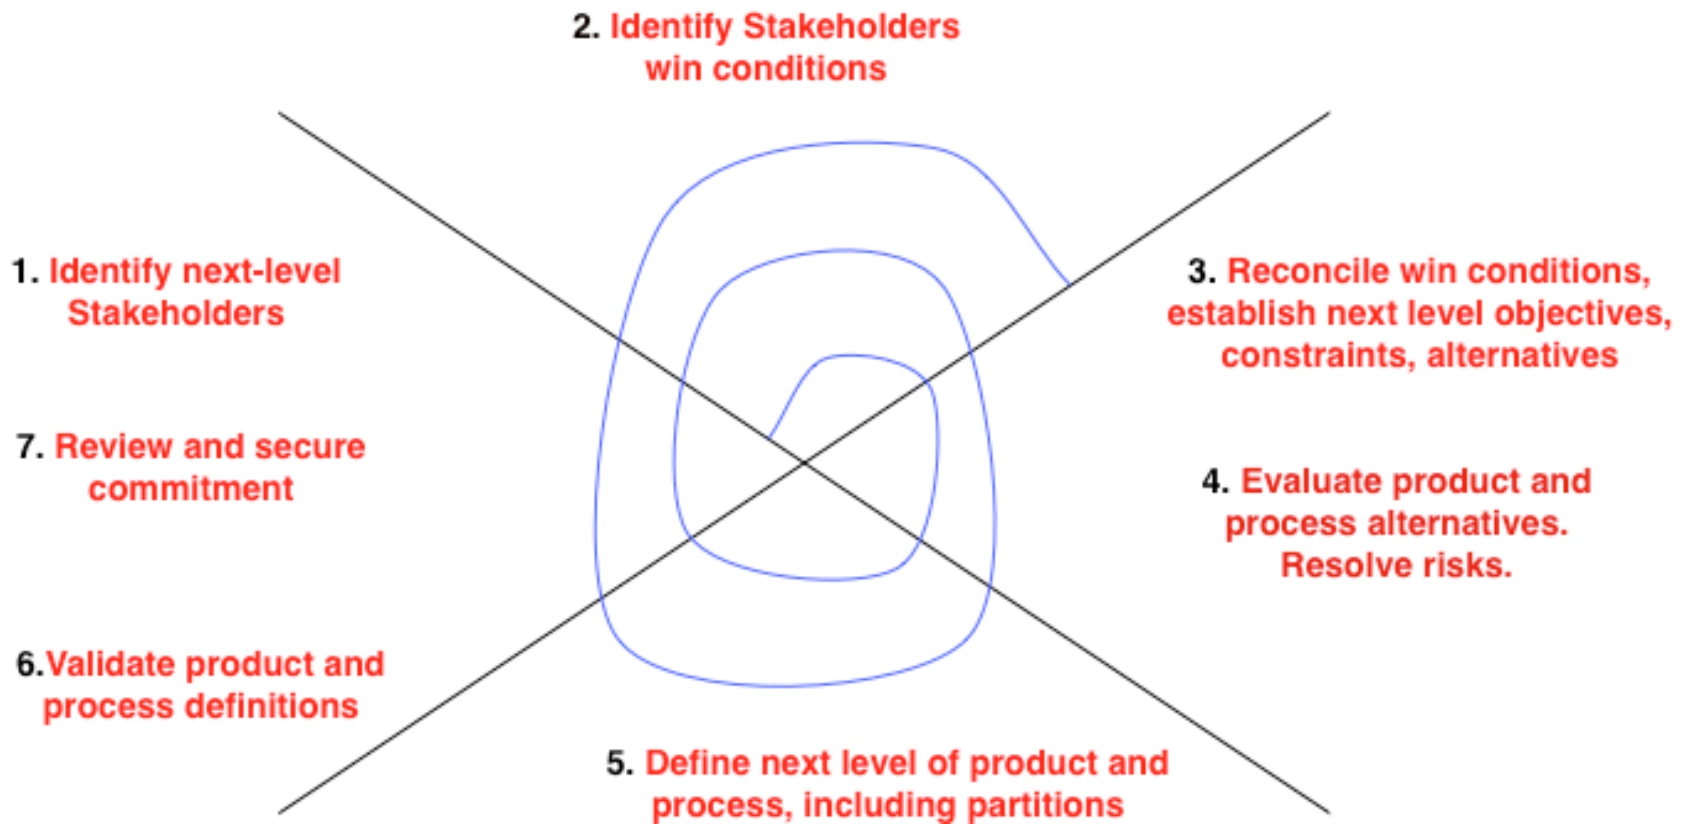 2. Identify Stakeholders
win conditions
1. Identify next-level
Stakeholders
3. Reconcile win conditions,
establish next level objectives,
constraints, alternatives
7. Review and secure
commitment
4. Evaluate product and
process alternatives.
Resolve risks.
6.Validate product and
process definitions
5. Define next level of product and
process, including partitions